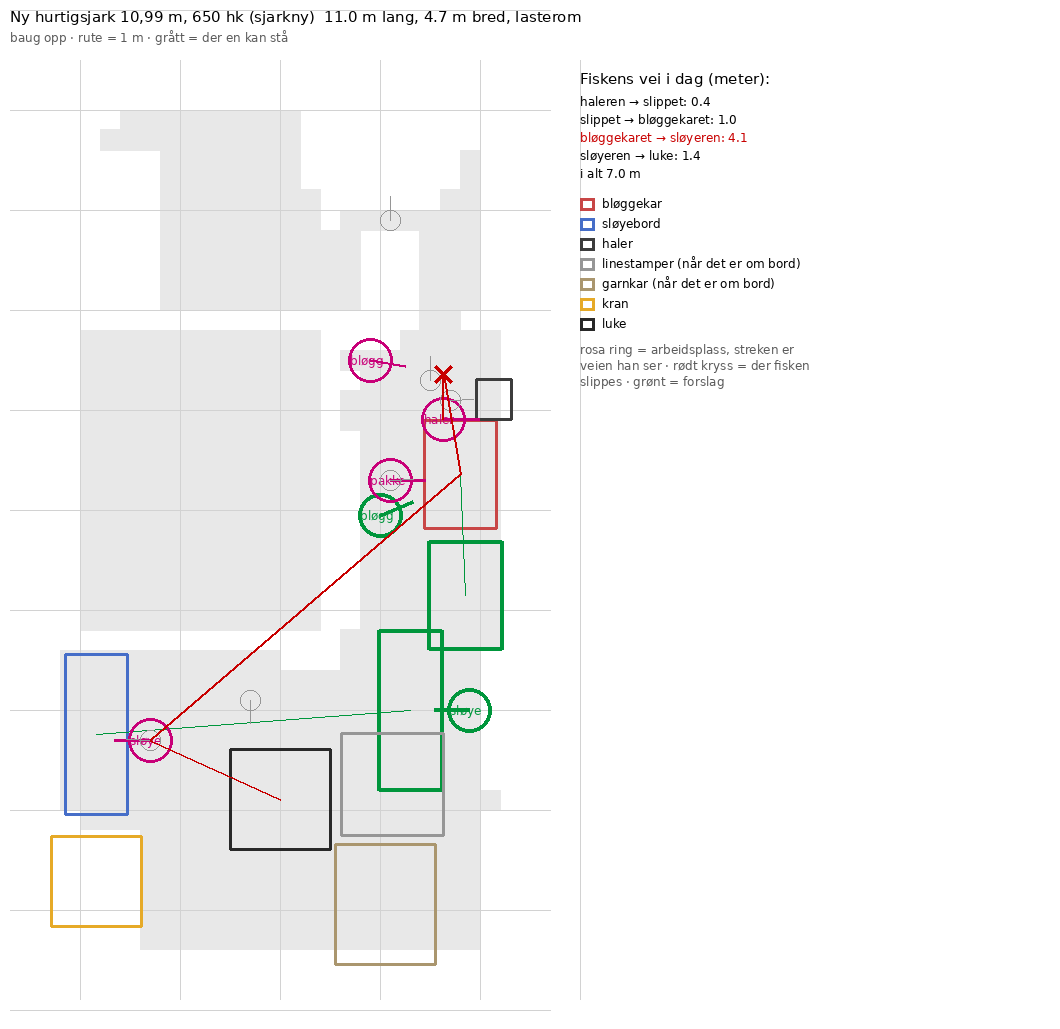 Ny hurtigsjark 10,99 m, 650 hk (sjarkny)  11.0 m lang, 4.7 m bred, lasterom
baug opp · rute = 1 m · grått = der en kan stå
Fiskens vei i dag (meter):
haleren → slippet: 0.4
slippet → bløggekaret: 1.0
bløggekaret → sløyeren: 4.1
sløyeren → luke: 1.4
i alt 7.0 m
bløggekar
sløyebord
haler
linestamper (når det er om bord)
garnkar (når det er om bord)
kran
luke
rosa ring = arbeidsplass, streken er
veien han ser · rødt kryss = der fisken
slippes · grønt = forslag
bløgg
haler
bakke
bløgg
sløye
sløye